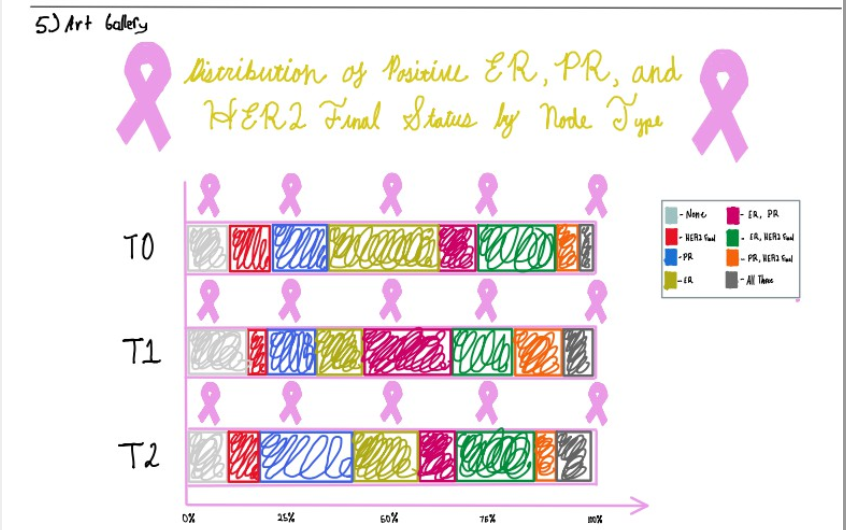 5) Art Gallery
Distribution of Positive ER, PR, and
HER2 Final Status by Node Type
T0
T1
T2
0%
25%
50%
75%
100%
- None
- HER2 Final
- PR
- ER
- ER, PR
- ER, HER2 Final
- PR, HER2 Final
- All Three